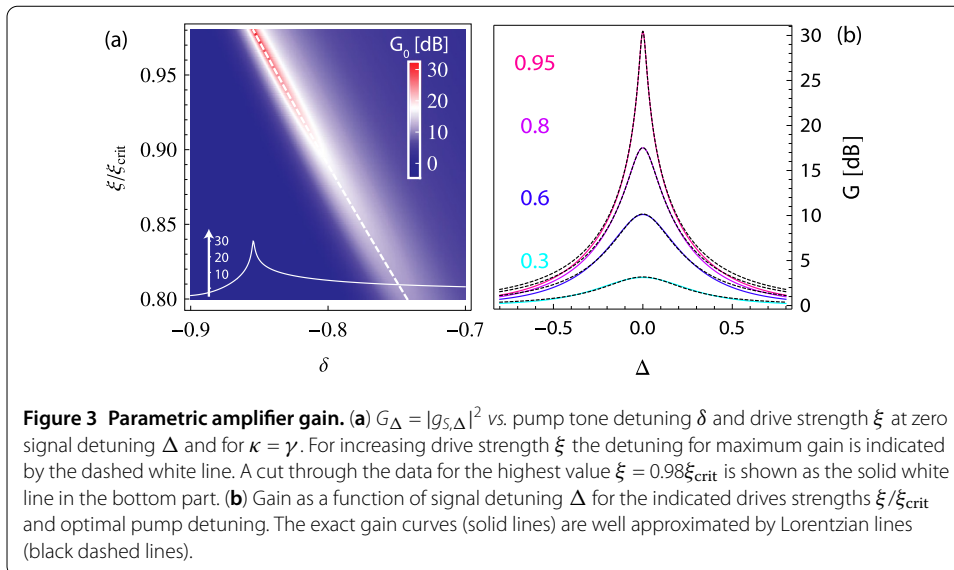 (a)
G₀ [dB]
30
20
10
0
ξ/ξcrit
0.95
0.90
0.85
0.80
30
20
10
−0.9
−0.8
−0.7
δ
(b)
0.95
0.8
0.6
0.3
30
25
20
15
10
5
0
G [dB]
−0.5
0.0
0.5
Δ
Figure 3 Parametric amplifier gain. (a) G_Δ = |g_{S,Δ}|² vs. pump tone detuning δ and drive strength ξ at zero
signal detuning Δ and for κ = γ. For increasing drive strength ξ the detuning for maximum gain is indicated
by the dashed white line. A cut through the data for the highest value ξ = 0.98ξcrit is shown as the solid white
line in the bottom part. (b) Gain as a function of signal detuning Δ for the indicated drives strengths ξ/ξcrit
and optimal pump detuning. The exact gain curves (solid lines) are well approximated by Lorentzian lines
(black dashed lines).